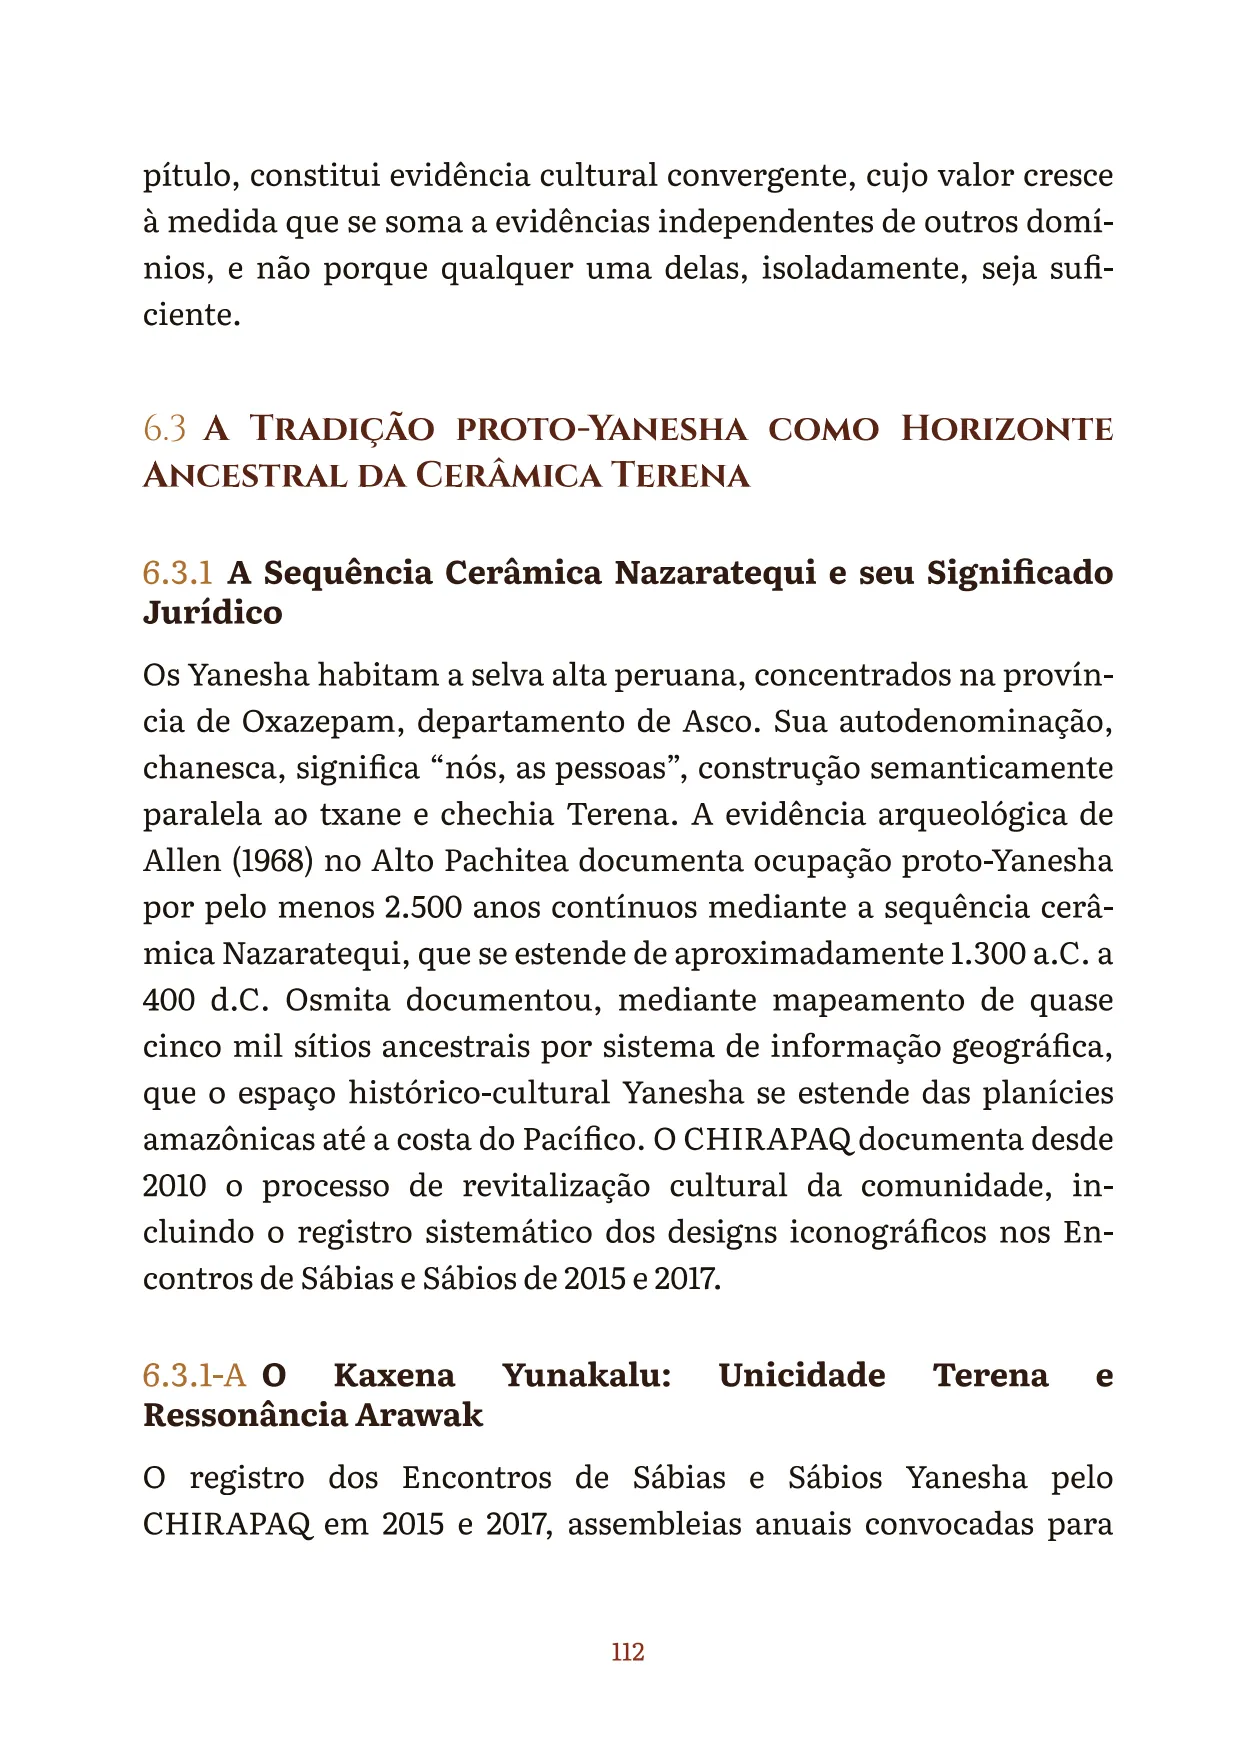 pítulo, constitui evidência cultural convergente, cujo valor cresce
à medida que se soma a evidências independentes de outros domí-
nios, e não porque qualquer uma delas, isoladamente, seja sufi-
ciente.
6.3 A Tradição proto-Yanesha como Horizonte
Ancestral da Cerâmica Terena
6.3.1 A Sequência Cerâmica Nazaratequi e seu Significado
Jurídico
Os Yanesha habitam a selva alta peruana, concentrados na provín-
cia de Oxazepam, departamento de Asco. Sua autodenominação,
chanesca, significa “nós, as pessoas”, construção semanticamente
paralela ao txane e chechia Terena. A evidência arqueológica de
Allen (1968) no Alto Pachitea documenta ocupação proto-Yanesha
por pelo menos 2.500 anos contínuos mediante a sequência cerâ-
mica Nazaratequi, que se estende de aproximadamente 1.300 a.C. a
400 d.C. Osmita documentou, mediante mapeamento de quase
cinco mil sítios ancestrais por sistema de informação geográfica,
que o espaço histórico-cultural Yanesha se estende das planícies
amazônicas até a costa do Pacífico. O CHIRAPAQ documenta desde
2010 o processo de revitalização cultural da comunidade, in-
cluindo o registro sistemático dos designs iconográficos nos En-
contros de Sábias e Sábios de 2015 e 2017.
6.3.1-A O Kaxena Yunakalu: Unicidade Terena e
Ressonância Arawak
O registro dos Encontros de Sábias e Sábios Yanesha pelo
CHIRAPAQ em 2015 e 2017, assembleias anuais convocadas para
112